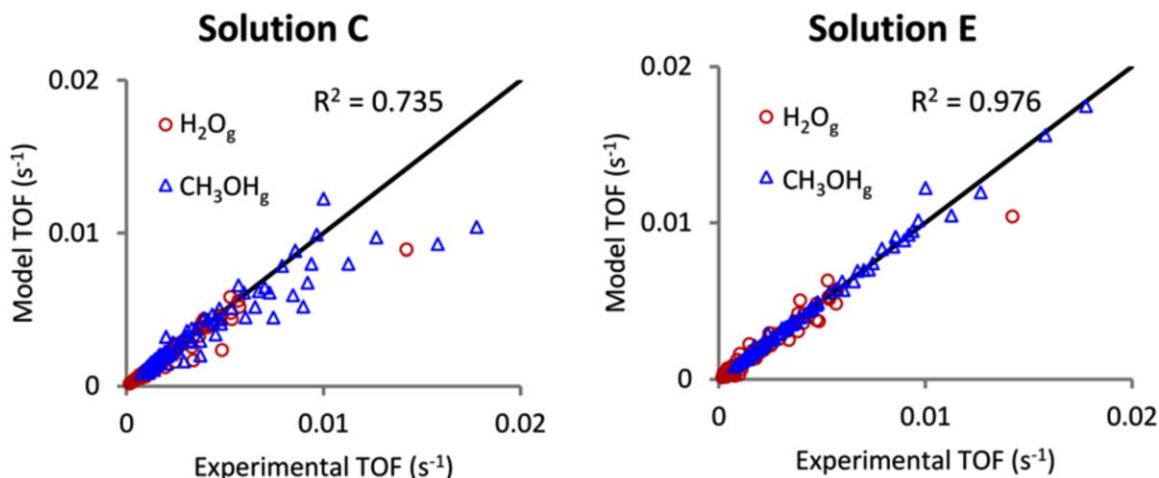 Solution C
0.02
R² = 0.735
H₂Og
CH₃OHg
0.01
0
0
0.01
0.02
Model TOF (s⁻¹)
Experimental TOF (s⁻¹)
Solution E
0.02
R² = 0.976
H₂Og
CH₃OHg
0.01
0
0
0.01
0.02
Model TOF (s⁻¹)
Experimental TOF (s⁻¹)